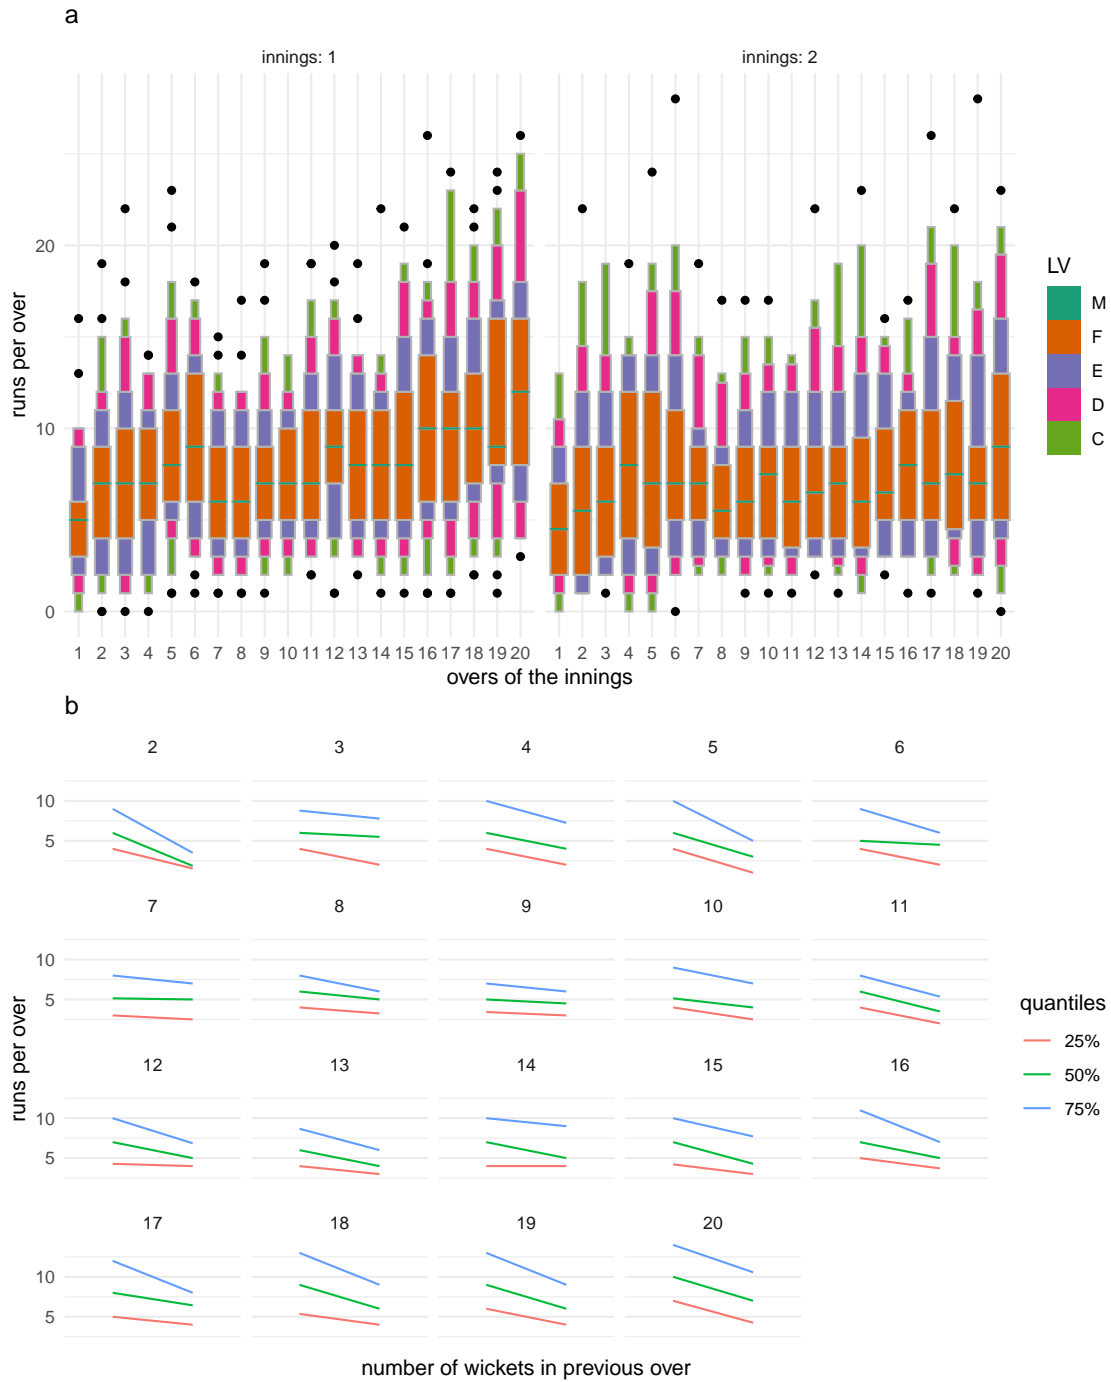 a
innings: 1 innings: 2
runs per over
20
10
0
1 2 3 4 5 6 7 8 9 10 11 12 13 14 15 16 17 18 19 20 1 2 3 4 5 6 7 8 9 10 11 12 13 14 15 16 17 18 19 20
overs of the innings
LV
M
F
E
D
C
b
2 3 4 5 6
10
5
7 8 9 10 11
10
5
12 13 14 15 16
10
5
17 18 19 20
10
5
runs per over
number of wickets in previous over
quantiles
25%
50%
75%